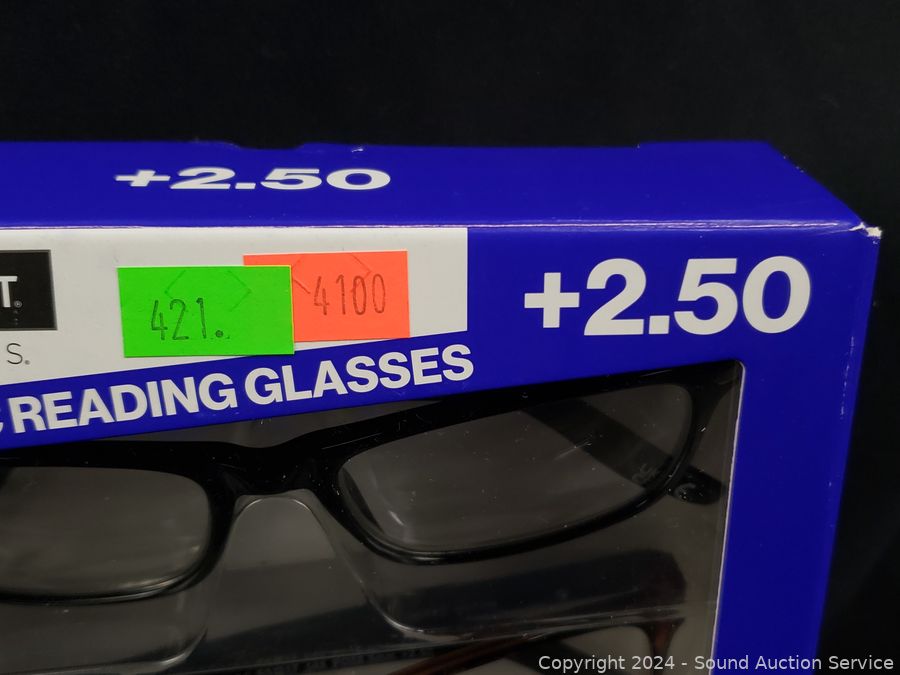 +2.50
T®
421.
4100
+2.50
S.
READING GLASSES
Copyright 2024 - Sound Auction Service